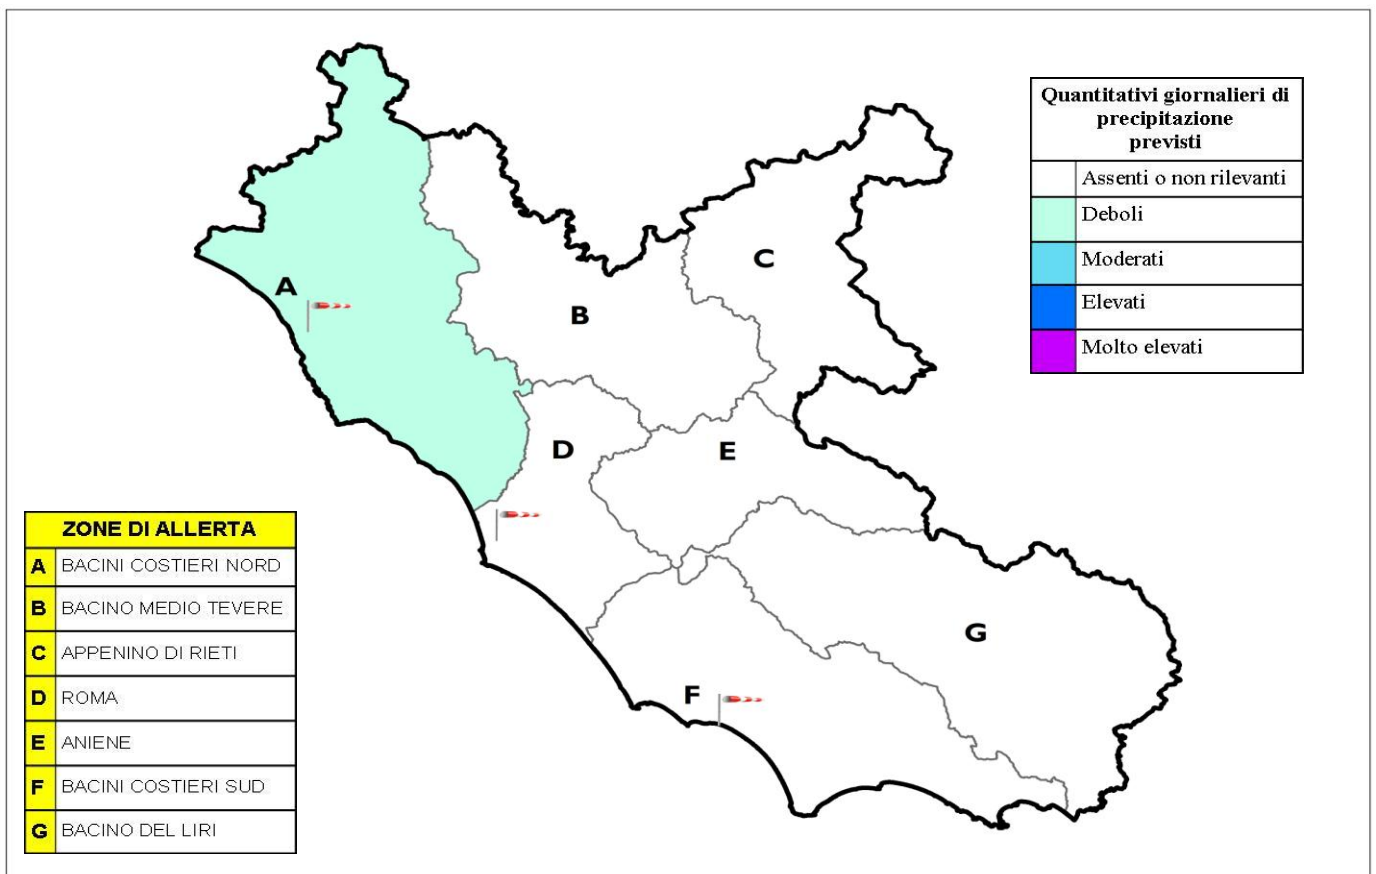 Quantitativi giornalieri di
precipitazione
previsti
Assenti o non rilevanti
Deboli
Moderati
Elevati
Molto elevati
A
B
C
D
E
F
G
ZONE DI ALLERTA
A BACINI COSTIERI NORD
B BACINO MEDIO TEVERE
C APPENINO DI RIETI
D ROMA
E ANIENE
F BACINI COSTIERI SUD
G BACINO DEL LIRI